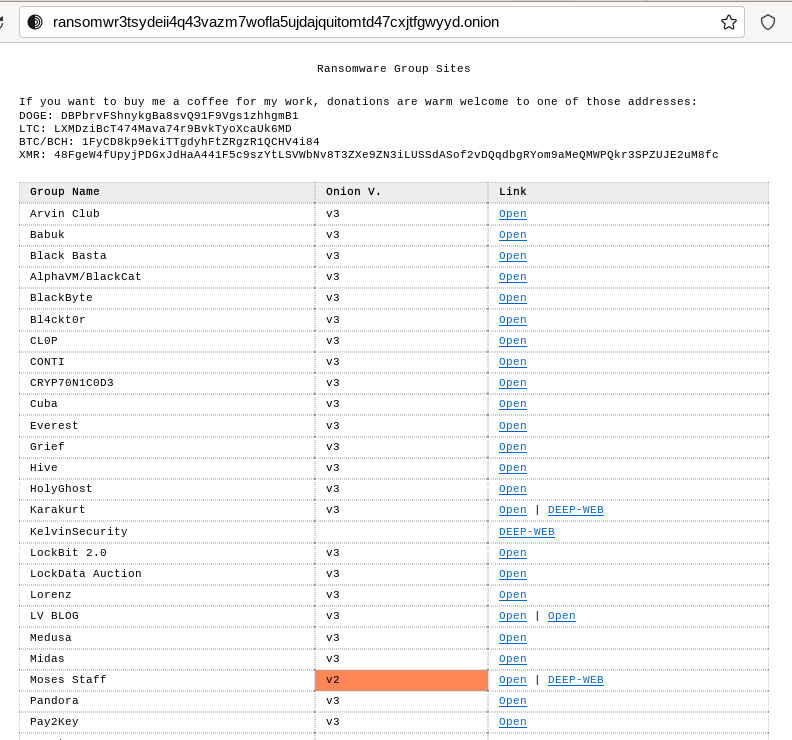 ransomwr3tsydeii4q43vazm7wofla5ujdajquitomtd47cxjtfgwyyd.onion
Ransomware Group Sites
If you want to buy me a coffee for my work, donations are warm welcome to one of those addresses:
DOGE: DBPbrvFShnykgBa8svQ91F9Vgs1zhhgmB1
LTC: LXMDziBcT474Mava74r9BvkTyoXcaUk6MD
BTC/BCH: 1FyCD8kp9ekiTTgdyhFtZRgzR1QCHV4i84
XMR: 48FgeW4fUpyjPDGxJdHaA441F5c9szYtLSVWbNv8T3ZXe9ZN3iLUSSdASof2vDQqdbgRYom9aMeQMWPQkr3SPZUJE2uM8fc
Group Name Onion V. Link
Arvin Club v3 Open
Babuk v3 Open
Black Basta v3 Open
AlphaVM/BlackCat v3 Open
BlackByte v3 Open
Bl4ckt0r v3 Open
CL0P v3 Open
CONTI v3 Open
CRYP70N1C0D3 v3 Open
Cuba v3 Open
Everest v3 Open
Grief v3 Open
Hive v3 Open
HolyGhost v3 Open
Karakurt v3 Open | DEEP-WEB
KelvinSecurity DEEP-WEB
LockBit 2.0 v3 Open
LockData Auction v3 Open
Lorenz v3 Open
LV BLOG v3 Open | Open
Medusa v3 Open
Midas v3 Open
Moses Staff v2 Open | DEEP-WEB
Pandora v3 Open
Pay2Key v3 Open